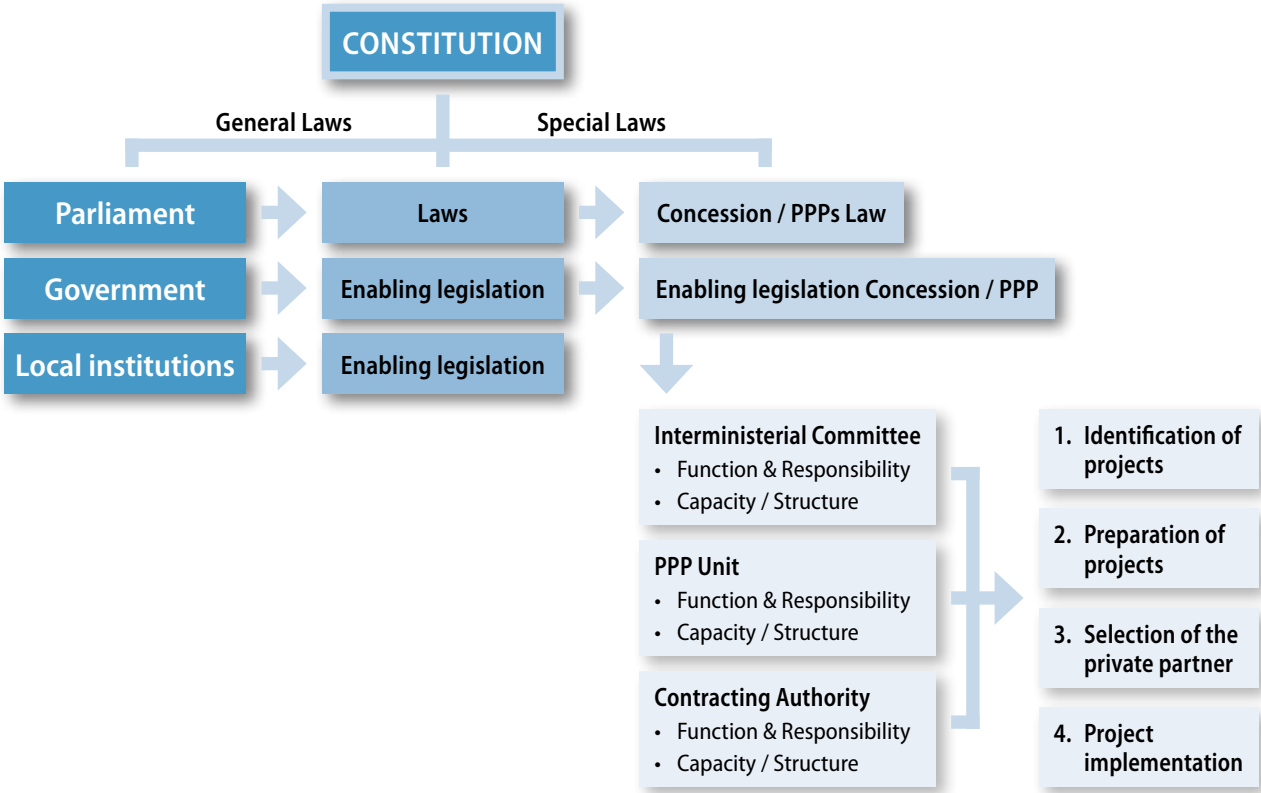 CONSTITUTION
General Laws
Special Laws
Parliament
Laws
Concession / PPPs Law
Government
Enabling legislation
Enabling legislation Concession / PPP
Local institutions
Enabling legislation
Interministerial Committee
• Function & Responsibility
• Capacity / Structure
PPP Unit
• Function & Responsibility
• Capacity / Structure
Contracting Authority
• Function & Responsibility
• Capacity / Structure
1. Identification of
projects
2. Preparation of
projects
3. Selection of the
private partner
4. Project
implementation